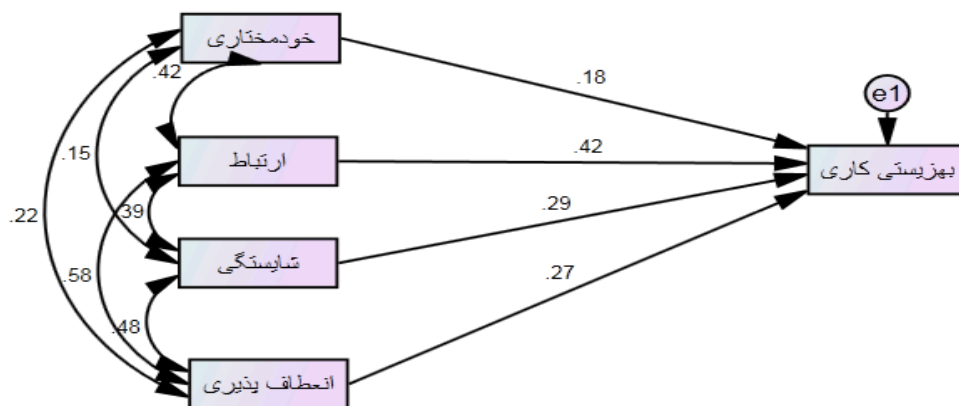 خودمختاری
.42
.18
e1
ارتباط
.42
بهزیستی کاری
.15
.39
.29
.22
شایستگی
.58
.27
.48
انعطاف پذیری